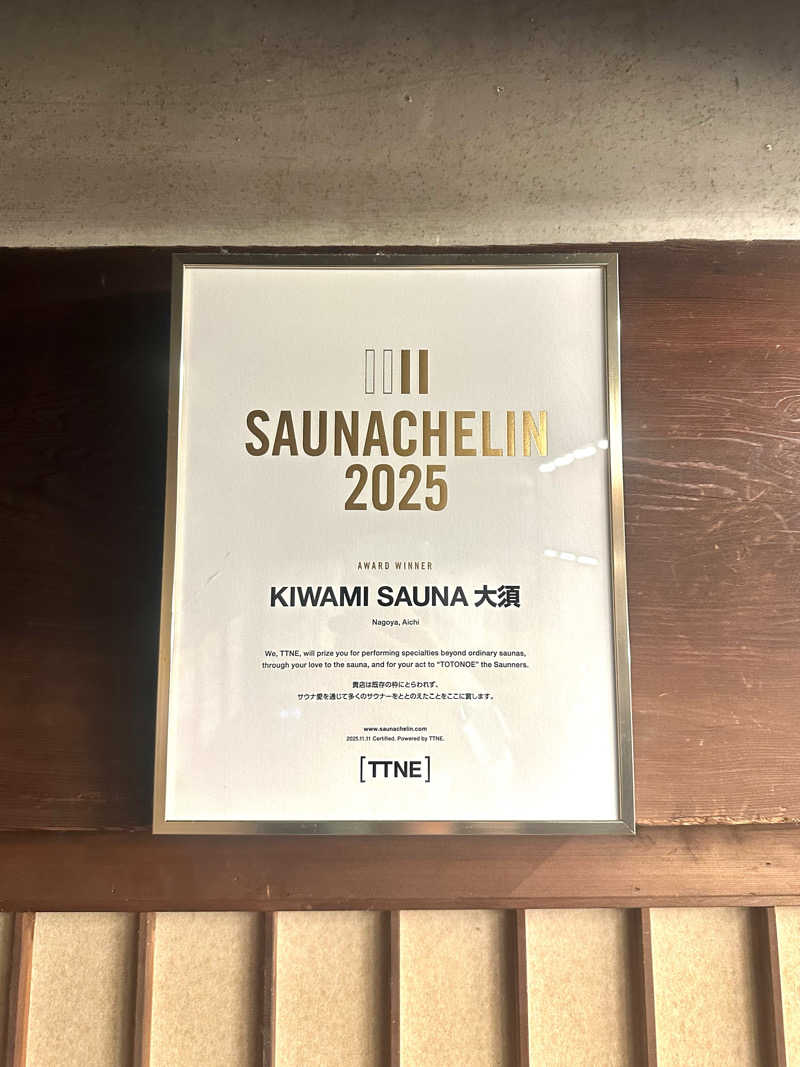 SAUNACHELIN
2025
AWARD WINNER
KIWAMI SAUNA 大須
Nagoya, Aichi
We, TTNE, will prize you for performing specialties beyond ordinary saunas,
through your love to the sauna, and for your act to “TOTONOE” the Saunners.
貴店は既存の枠にとらわれず、
サウナ愛を通じて多くのサウナーをととのえたことをここに賞します。
www.saunachelin.com
2025.11.11 Certified. Powered by TTNE.
[TTNE]